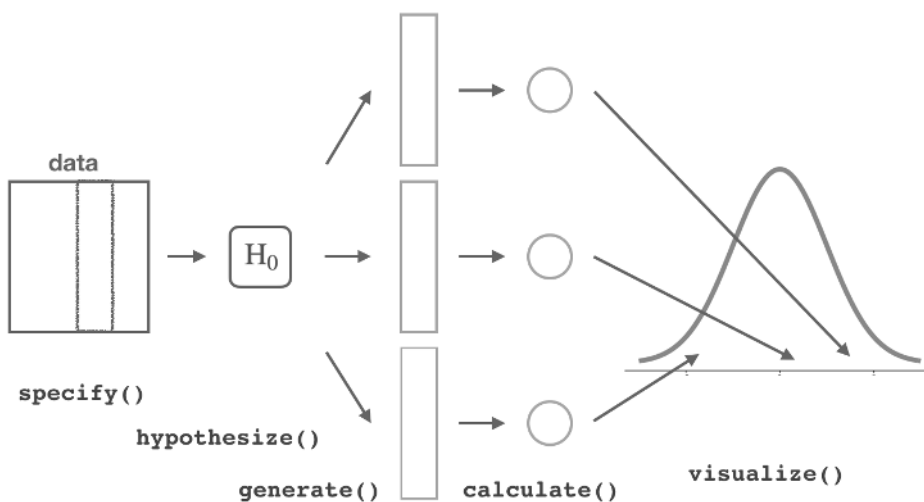 data
H₀
specify()
hypothesize()
generate()
calculate()
visualize()